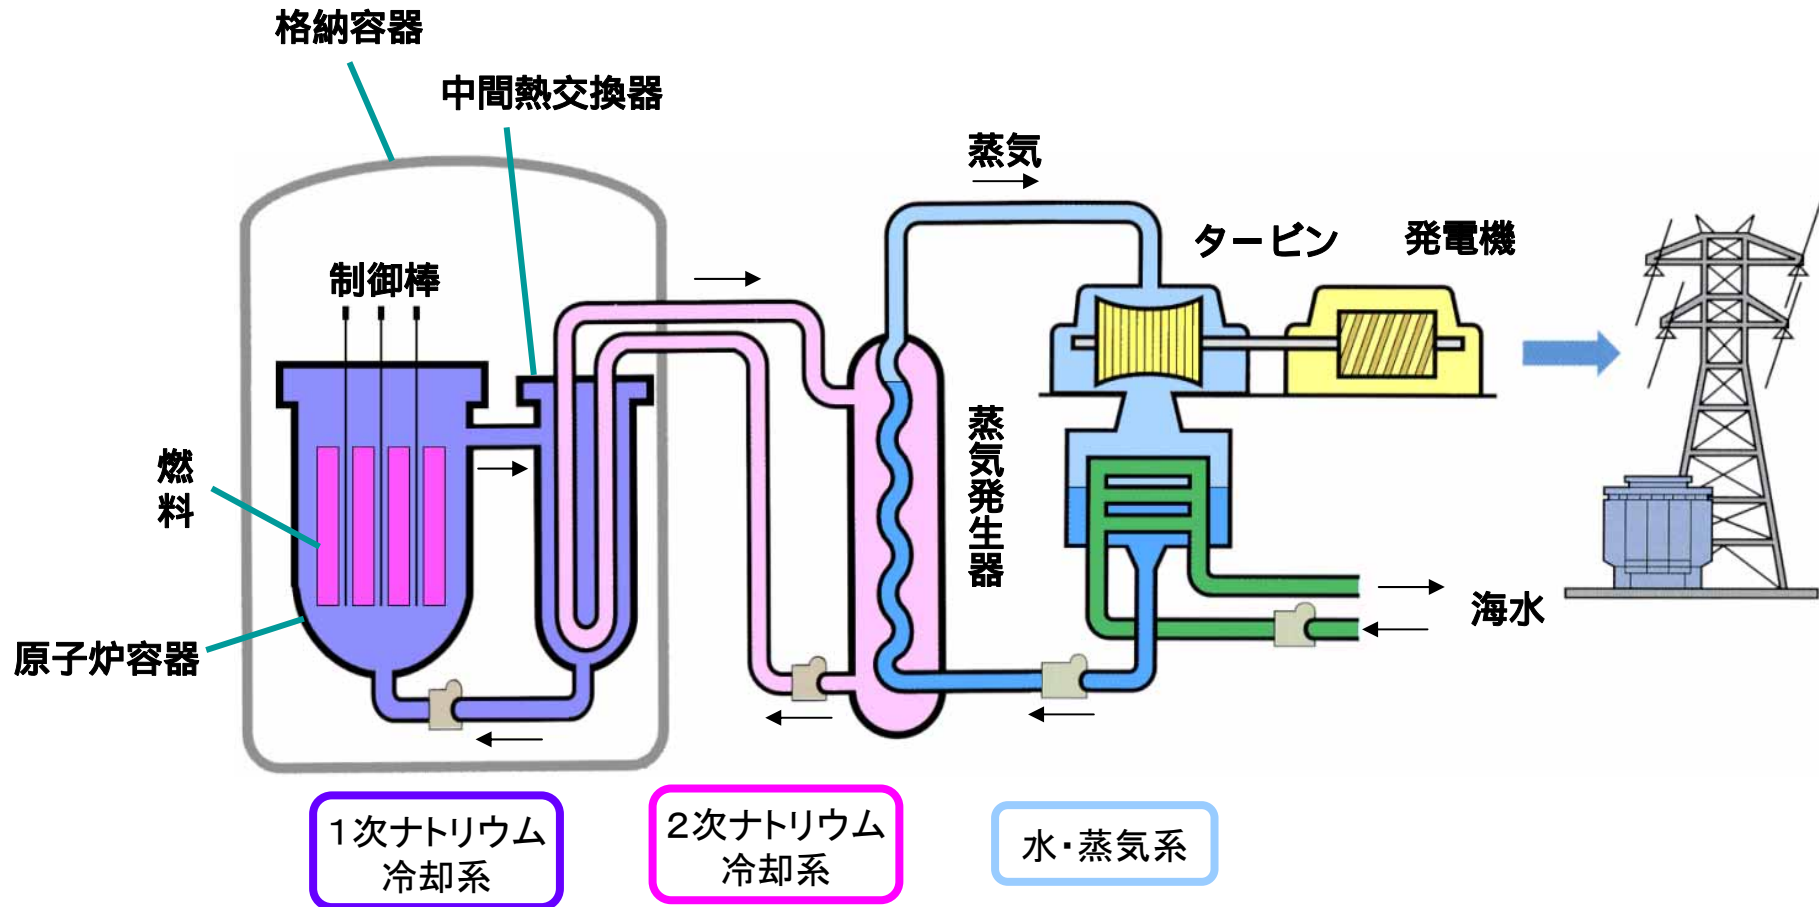 格納容器
中間熱交換器
蒸気
タービン
発電機
制御棒
燃料
蒸気発生器
原子炉容器
海水
1次ナトリウム
冷却系
2次ナトリウム
冷却系
水・蒸気系